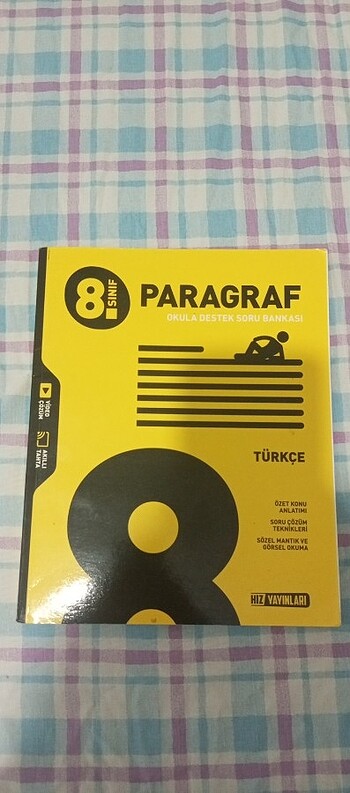 8. SINIF
PARAGRAF
OKULA DESTEK SORU BANKASI
VİDEO
ÇÖZÜM
AKILLI
TAHTA
TÜRKÇE
ÖZET KONU
ANLATIMI
SORU ÇÖZÜM
TEKNİKLERİ
SÖZEL MANTIK VE
GÖRSEL OKUMA
8
HIZ YAYINLARI